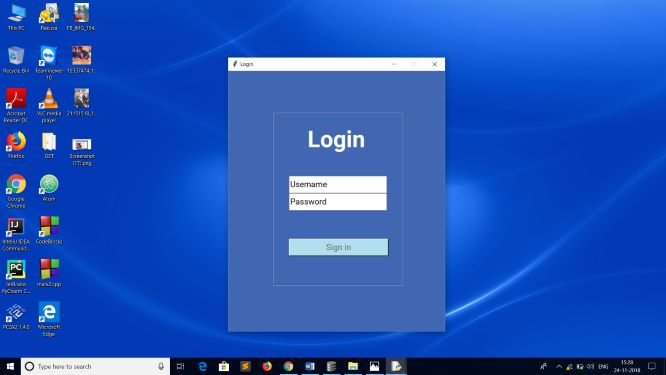 This PC
Recuva
FB_IMG_154...
Recycle Bin
TeamViewer
10
15337474_1...
Acrobat
Reader DC
VLC media
player
21151518_1...
Firefox
GET
Screenshot
(17).png
Google
Chrome
Atom
IntelliJ IDEA
Communit...
CodeBlocks
JetBrains
PyCharm C...
mark2.cpp
PCSX2 1.4.0
Microsoft
Edge
Login
Login
Username
Password
Sign in
Type here to search
ENG
15:28
24-11-2018